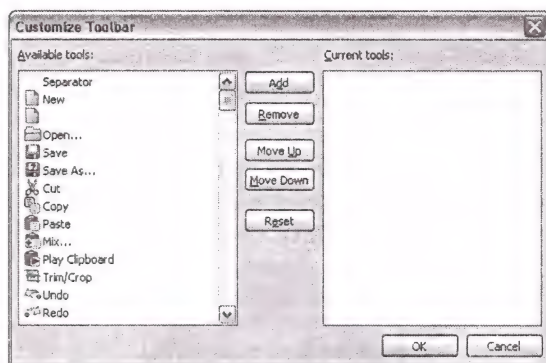 Customize Toolbar
Available tools:
Separator
New
Open...
Save
Save As...
Cut
Copy
Paste
Mix...
Play Clipboard
Trim/Crop
Undo
Redo
Add
Remove
Move Up
Move Down
Reset
Current tools:
OK
Cancel